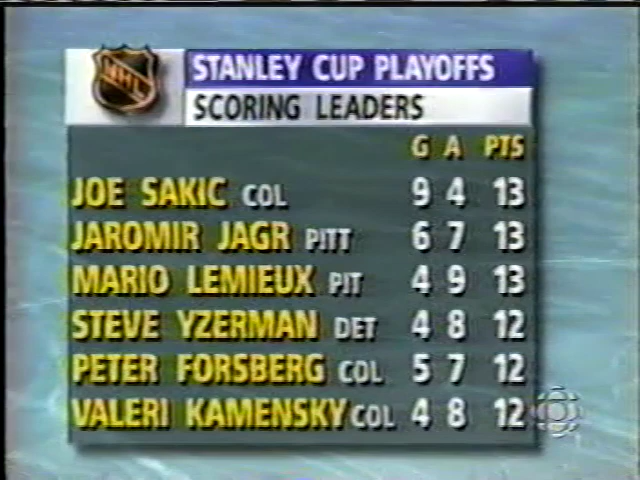 NHL
STANLEY CUP PLAYOFFS
SCORING LEADERS
G A PTS
JOE SAKIC COL 9 4 13
JAROMIR JAGR PITT 6 7 13
MARIO LEMIEUX PIT 4 9 13
STEVE YZERMAN DET 4 8 12
PETER FORSBERG COL 5 7 12
VALERI KAMENSKY COL 4 8 12